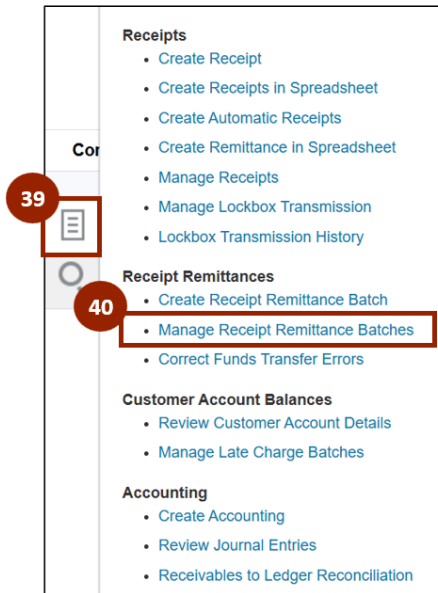 Receipts
• Create Receipt
• Create Receipts in Spreadsheet
• Create Automatic Receipts
• Create Remittance in Spreadsheet
• Manage Receipts
• Manage Lockbox Transmission
• Lockbox Transmission History
Cor
39
Receipt Remittances
• Create Receipt Remittance Batch
40
• Manage Receipt Remittance Batches
• Correct Funds Transfer Errors
Customer Account Balances
• Review Customer Account Details
• Manage Late Charge Batches
Accounting
• Create Accounting
• Review Journal Entries
• Receivables to Ledger Reconciliation